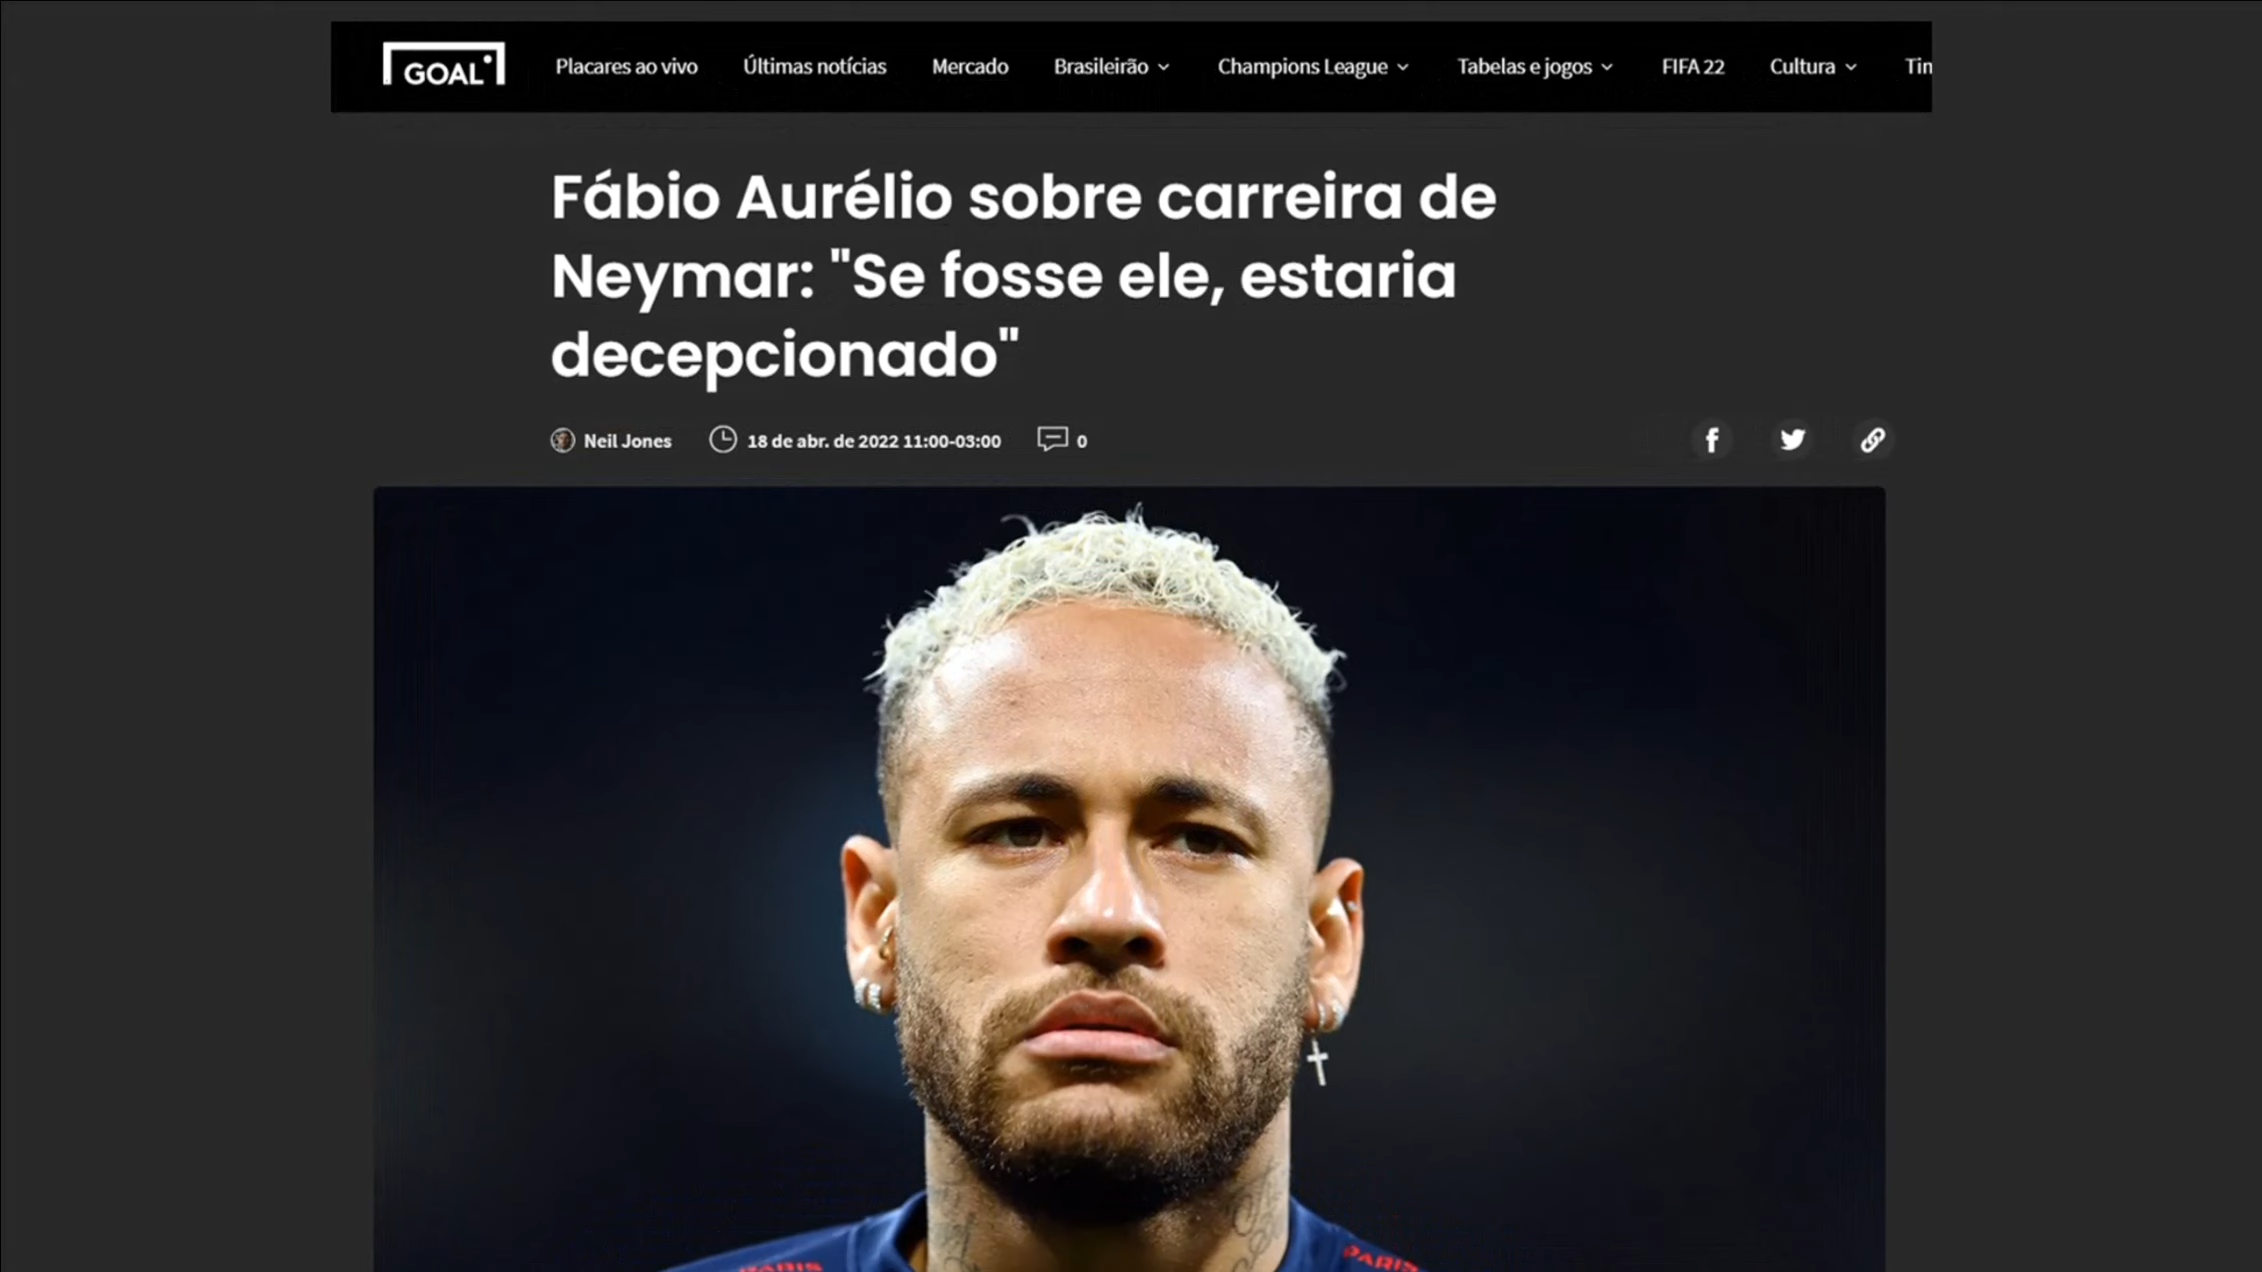 GOAL Placares ao vivo Últimas notícias Mercado Brasileirão Champions League Tabelas e jogos FIFA 22 Cultura
Fábio Aurélio sobre carreira de
Neymar: "Se fosse ele, estaria
decepcionado"
Neil Jones 18 de abr. de 2022 11:00-03:00 0
PARIS